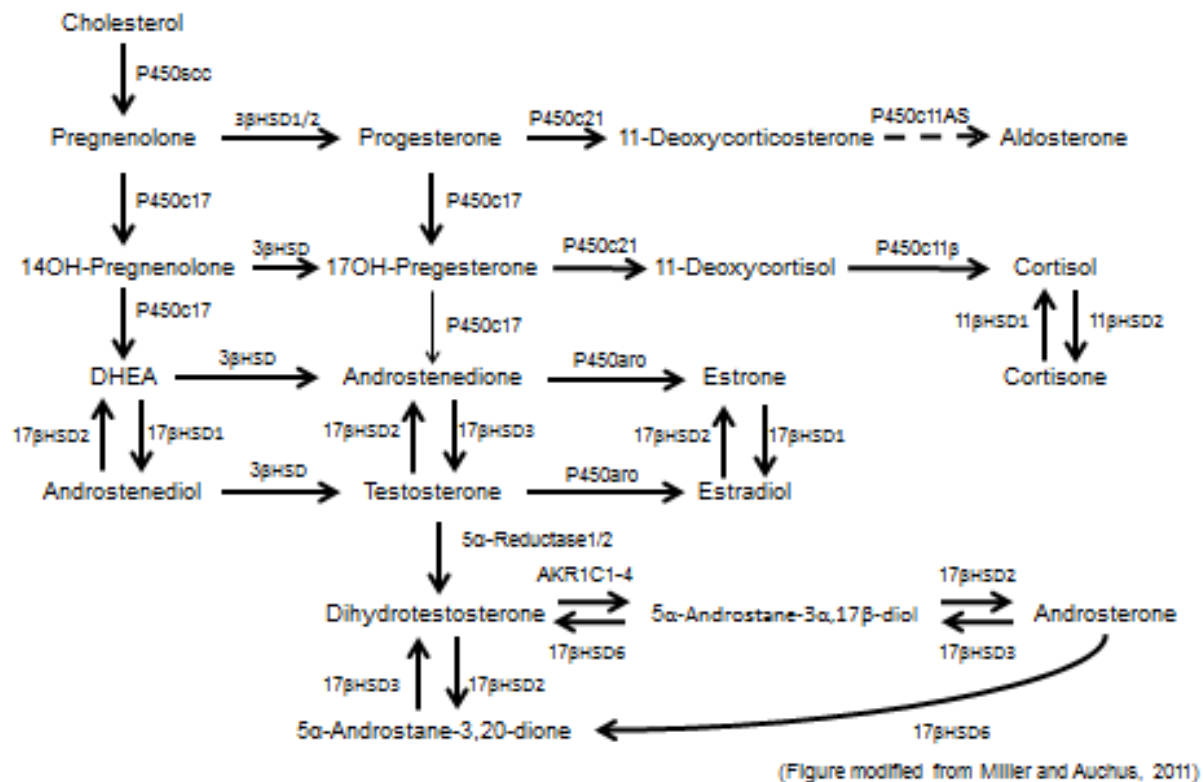 Cholesterol
P450scc
Pregnenolone 3βHSD1/2 Progesterone P450c21 11-Deoxycorticosterone P450c11AS Aldosterone
P450c17 P450c17
14OH-Pregnenolone 3βHSD 17OH-Pregesterone P450c21 11-Deoxycortisol P450c11β Cortisol
P450c17 P450c17 11βHSD1 11βHSD2
DHEA 3βHSD Androstenedione P450aro Estrone Cortisone
17βHSD2 17βHSD1 17βHSD2 17βHSD3 17βHSD2 17βHSD1
Androstenediol 3βHSD Testosterone P450aro Estradiol
5α-Reductase1/2
AKR1C1-4 17βHSD2
Dihydrotestosterone 5α-Androstane-3α,17β-diol Androsterone
17βHSD6 17βHSD3
17βHSD3 17βHSD2
5α-Androstane-3,20-dione 17βHSD6
(Figure modified from Miller and Auchus, 2011)